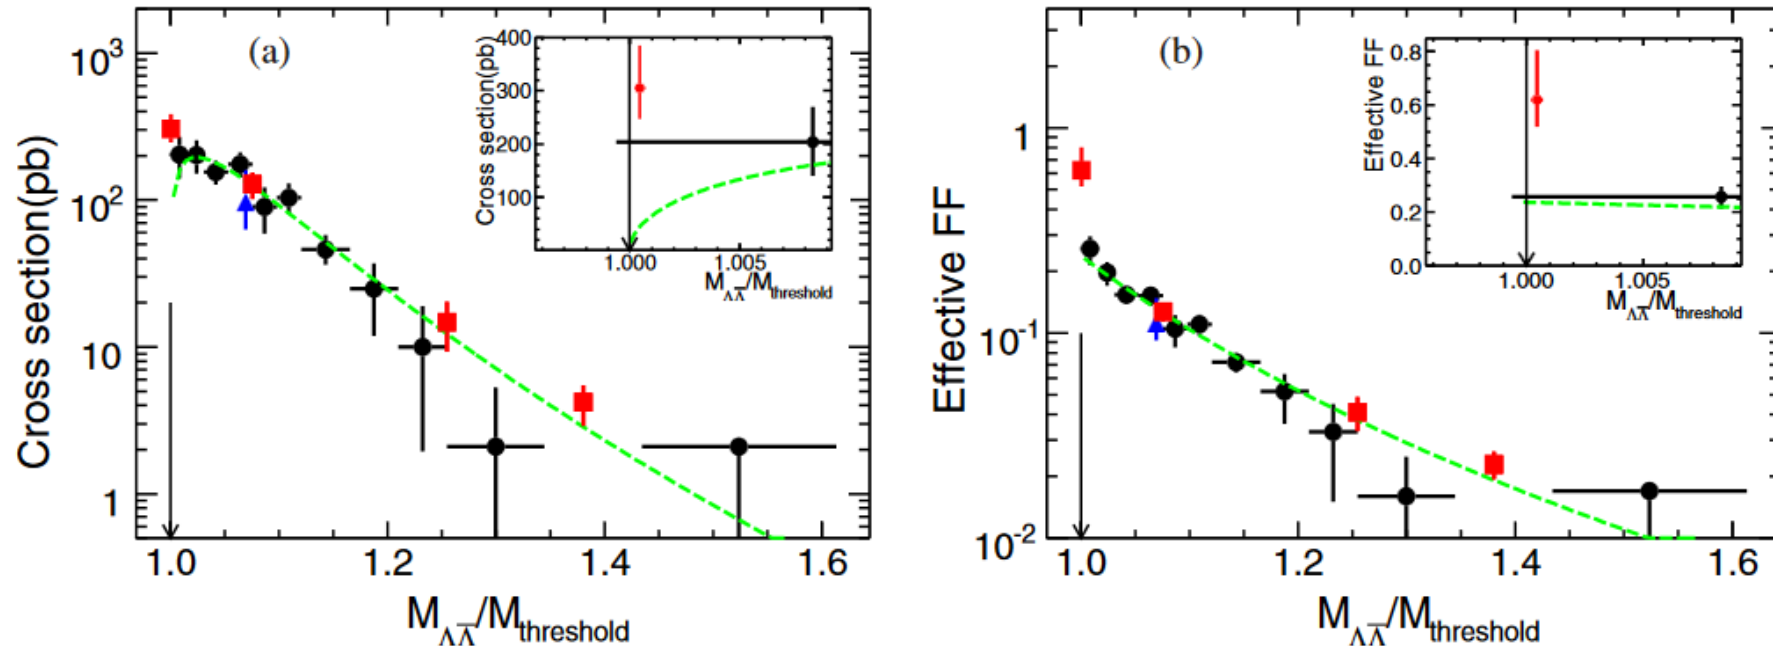 (a)
Cross section(pb)
10³
10²
10
1
1.0 1.2 1.4 1.6
M_ΛΛ̅/M_threshold
Cross section(pb)
400
300
200
100
1.000 1.005
M_ΛΛ̅/M_threshold
(b)
Effective FF
1
10⁻¹
10⁻²
1.0 1.2 1.4 1.6
M_ΛΛ̅/M_threshold
Effective FF
0.8
0.6
0.4
0.2
0.0
1.000 1.005
M_ΛΛ̅/M_threshold